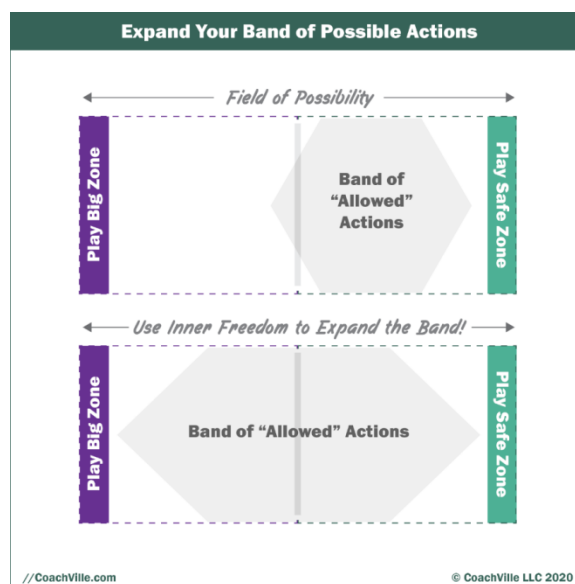 Expand Your Band of Possible Actions
Field of Possibility
Play Big Zone
Band of
“Allowed”
Actions
Play Safe Zone
Use Inner Freedom to Expand the Band!
Play Big Zone
Band of “Allowed” Actions
Play Safe Zone
//CoachVille.com
© CoachVille LLC 2020